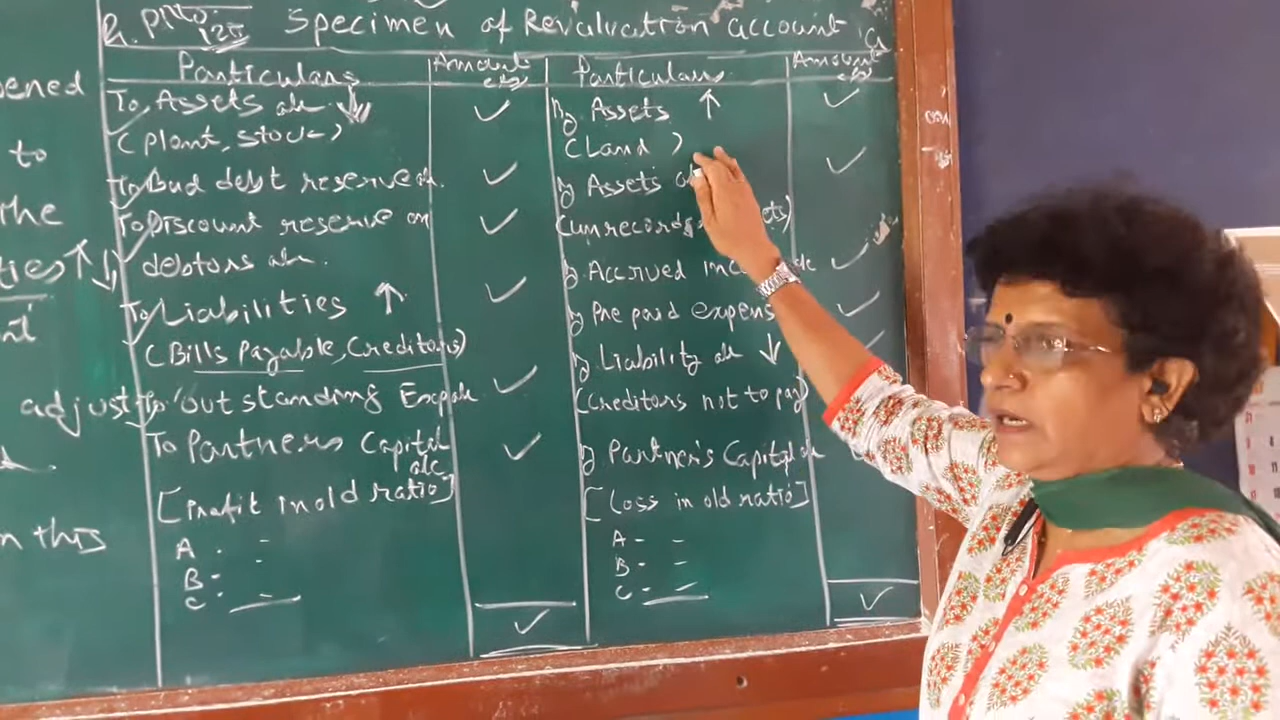 Specimen of Revaluation account Cr
Particulars Amount Particulars Amount
To Assets a/c ↓ ✓ By Assets ↑ ✓
(Plant, stock) (Land)
To Bad debt reserve a/c ✓ By Assets ✓
To Discount reserve on ✓ (unrecorded
debtors a/c. By Accrued ✓
To Liabilities ↑ ✓ By Pre paid expens ✓
(Bills Payable, Creditors) By Liability a/c ↓
To outstanding ✓ (Creditors not to pay)
To Partners Capital a/c ✓ By Partner's Capital a/c
[Profit in old ratio] [Loss in old ratio]
A - A - -
B - B - -
C - C - -
✓ ✓
ened
to
the
ties ↑↓
adjust
n this